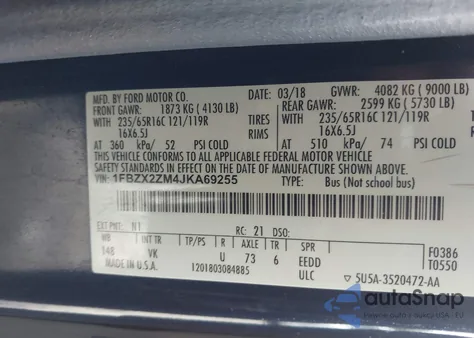 MFD. BY FORD MOTOR CO.
03/18 GVWR: 4082 KG ( 9000 LB)
FRONT GAWR: 1873 KG ( 4130 LB) REAR GAWR: 2599 KG ( 5730 LB)
WITH 235/65R16C 121/119R TIRES WITH 235/65R16C 121/119R
16X6.5J RIMS 16X6.5J
AT 360 kPa/ 52 PSI COLD AT 510 kPa/ 74 PSI COLD
THIS VEHICLE CONFORMS TO ALL APPLICABLE FEDERAL MOTOR VEHICLE
SAFETY STANDARDS IN EFFECT ON THE DATE OF MANUFACTURE SHOWN ABOVE.
VIN: 1FBZX2ZM4JKA69255 TYPE: Bus (Not school bus)
EXT PNT: N1 RC: 21 DSO:
WB INT TR TP/PS R AXLE TR SPR F0386
148 VK U 73 6 EEDD T0550
MADE IN U.S.A. 1201803084885 ULC 5U5A-3520472-AA
autoSnap